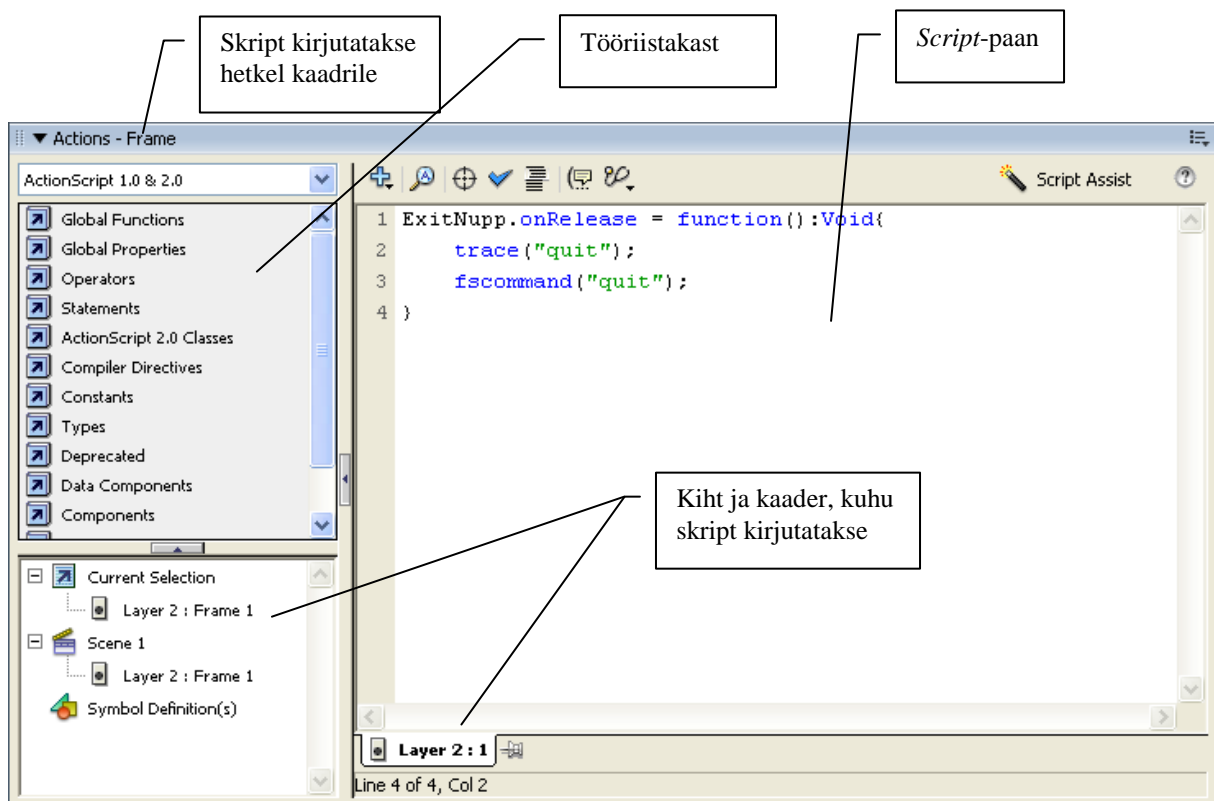 Skript kirjutatakse
hetkel kaadrile
Tööriistakast
Script-paan
Actions - Frame
ActionScript 1.0 & 2.0
Global Functions
Global Properties
Operators
Statements
ActionScript 2.0 Classes
Compiler Directives
Constants
Types
Deprecated
Data Components
Components
Current Selection
Layer 2 : Frame 1
Scene 1
Layer 2 : Frame 1
Symbol Definition(s)
Script Assist
1 ExitNupp.onRelease = function():Void{
2 trace("quit");
3 fscommand("quit");
4 }
Kiht ja kaader, kuhu
skript kirjutatakse
Layer 2 : 1
Line 4 of 4, Col 2